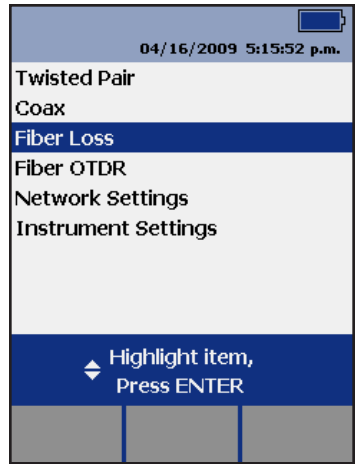 04/16/2009 5:15:52 p.m.
Twisted Pair
Coax
Fiber Loss
Fiber OTDR
Network Settings
Instrument Settings
Highlight item,
Press ENTER